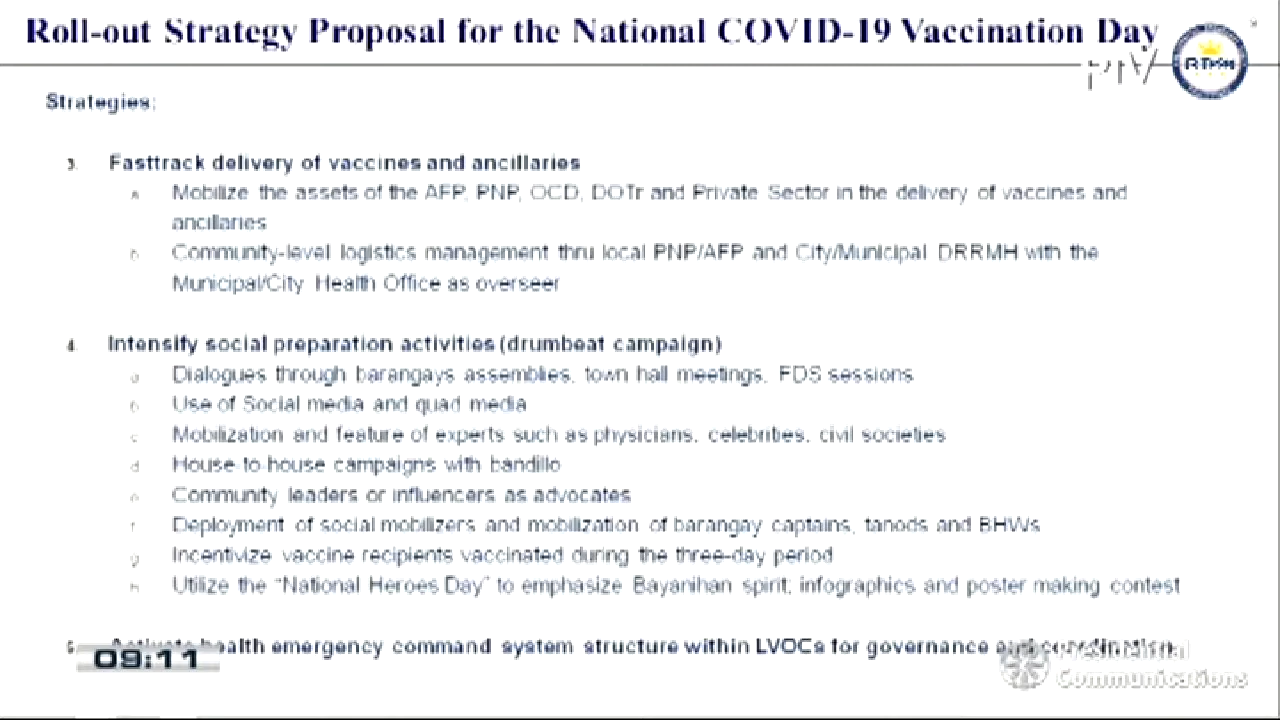 Roll-out Strategy Proposal for the National COVID-19 Vaccination Day
PTV
Strategies:
3. Fasttrack delivery of vaccines and ancillaries
a. Mobilize the assets of the AFP, PNP, OCD, DOTr and Private Sector in the delivery of vaccines and
ancillaries
b. Community-level logistics management thru local PNP/AFP and City/Municipal DRRMH with the
Municipal/City Health Office as overseer
4. Intensify social preparation activities (drumbeat campaign)
a. Dialogues through barangays assemblies, town hall meetings, FDS sessions
b. Use of Social media and quad media
c. Mobilization and feature of experts such as physicians, celebrities, civil societies
d. House-to-house campaigns with bandillo
e. Community leaders or influencers as advocates
f. Deployment of social mobilizers and mobilization of barangay captains, tanods and BHWs
g. Incentivize vaccine recipients vaccinated during the three-day period
h. Utilize the "National Heroes Day" to emphasize Bayanihan spirit; infographics and poster making contest
5. Activate health emergency command system structure within LVOCs for governance and coordination
09:11
Communications